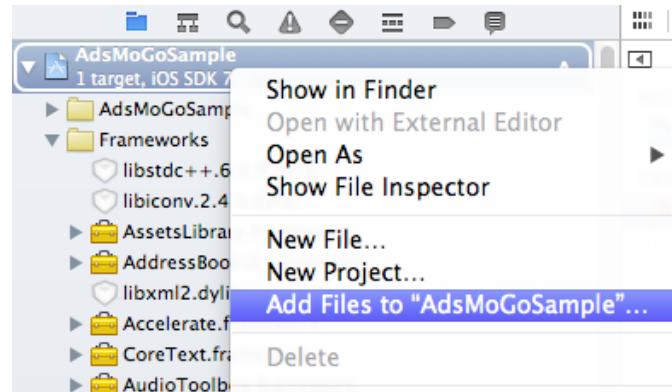 AdsMoGoSample
1 target, iOS SDK 7
AdsMoGoSamp
Frameworks
libstdc++.6
libiconv.2.4
AssetsLibrar
AddressBoo
libxml2.dyli
Accelerate.f
CoreText.fra
AudioToolb
Show in Finder
Open with External Editor
Open As
Show File Inspector
New File...
New Project...
Add Files to “AdsMoGoSample”...
Delete